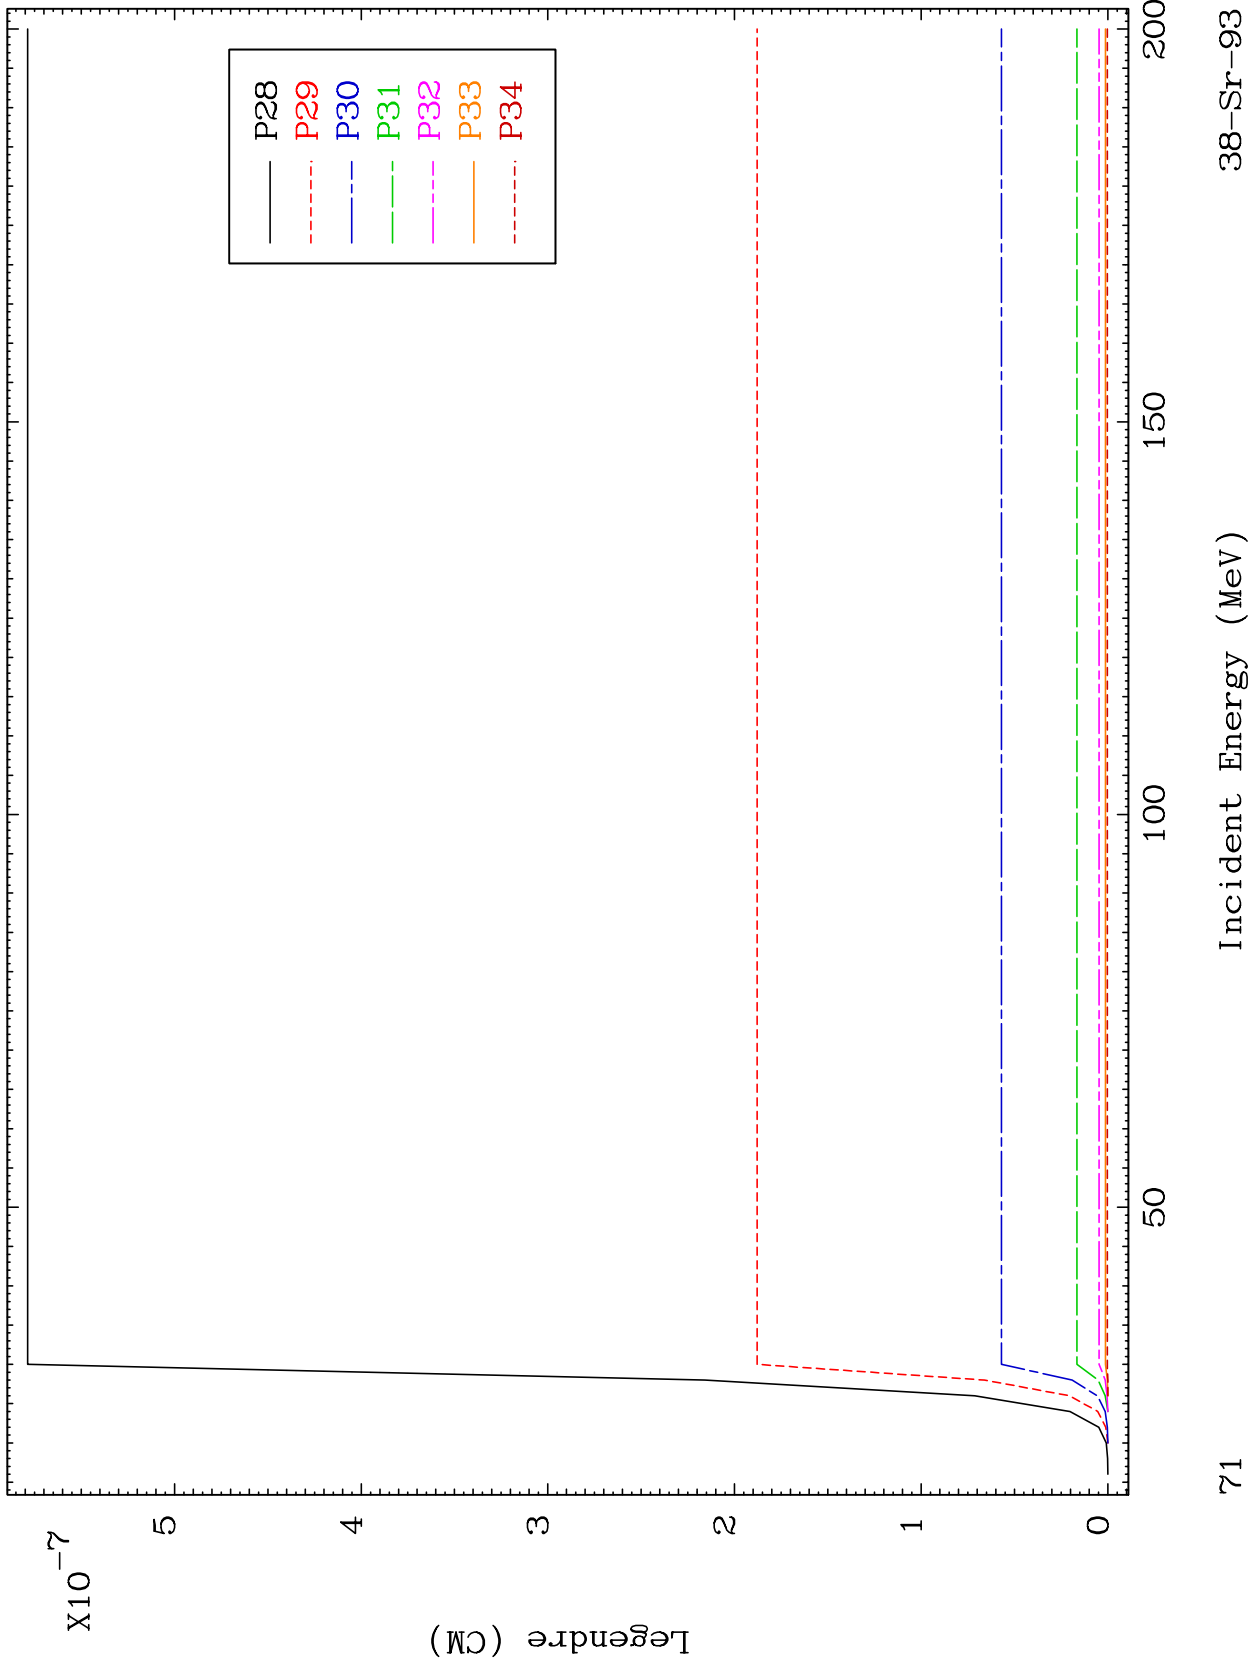 X10⁻⁷
Legendre (CM)
5
4
3
2
1
0
P28
P29
P30
P31
P32
P33
P34
50
100
150
200
Incident Energy (MeV)
71
38-Sr-93